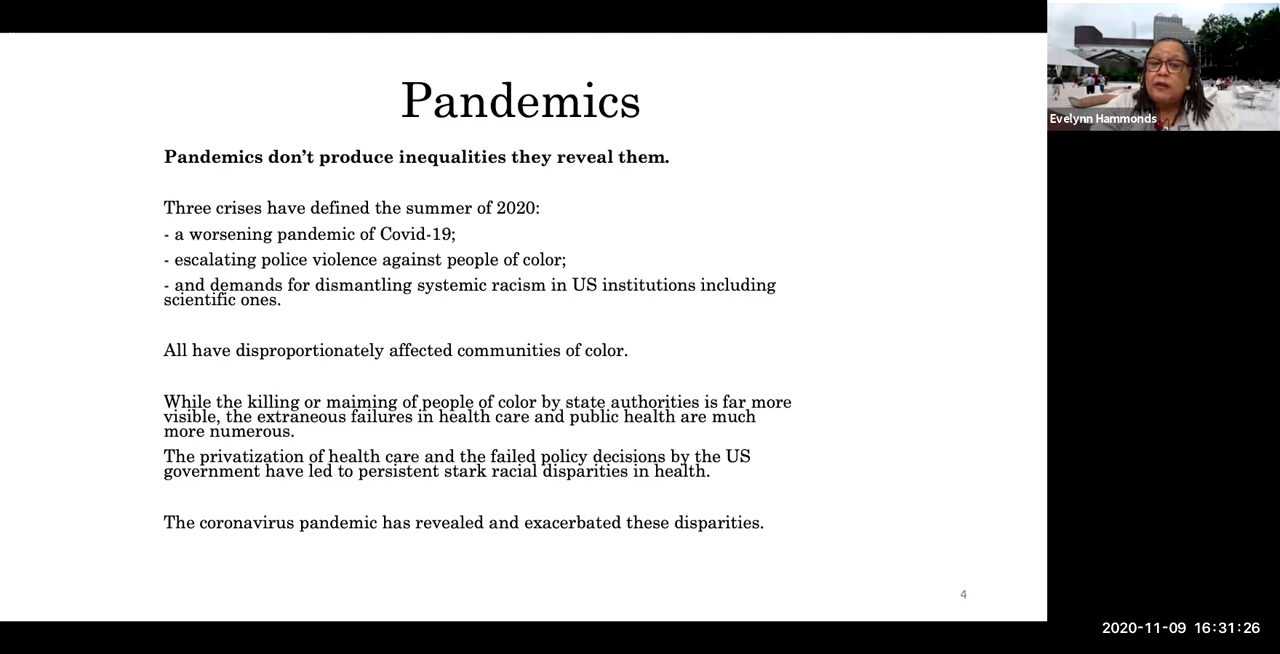 Pandemics
Pandemics don’t produce inequalities they reveal them.
Three crises have defined the summer of 2020:
- a worsening pandemic of Covid-19;
- escalating police violence against people of color;
- and demands for dismantling systemic racism in US institutions including
scientific ones.
All have disproportionately affected communities of color.
While the killing or maiming of people of color by state authorities is far more
visible, the extraneous failures in health care and public health are much
more numerous.
The privatization of health care and the failed policy decisions by the US
government have led to persistent stark racial disparities in health.
The coronavirus pandemic has revealed and exacerbated these disparities.
4
Evelynn Hammonds
2020-11-09 16:31:26